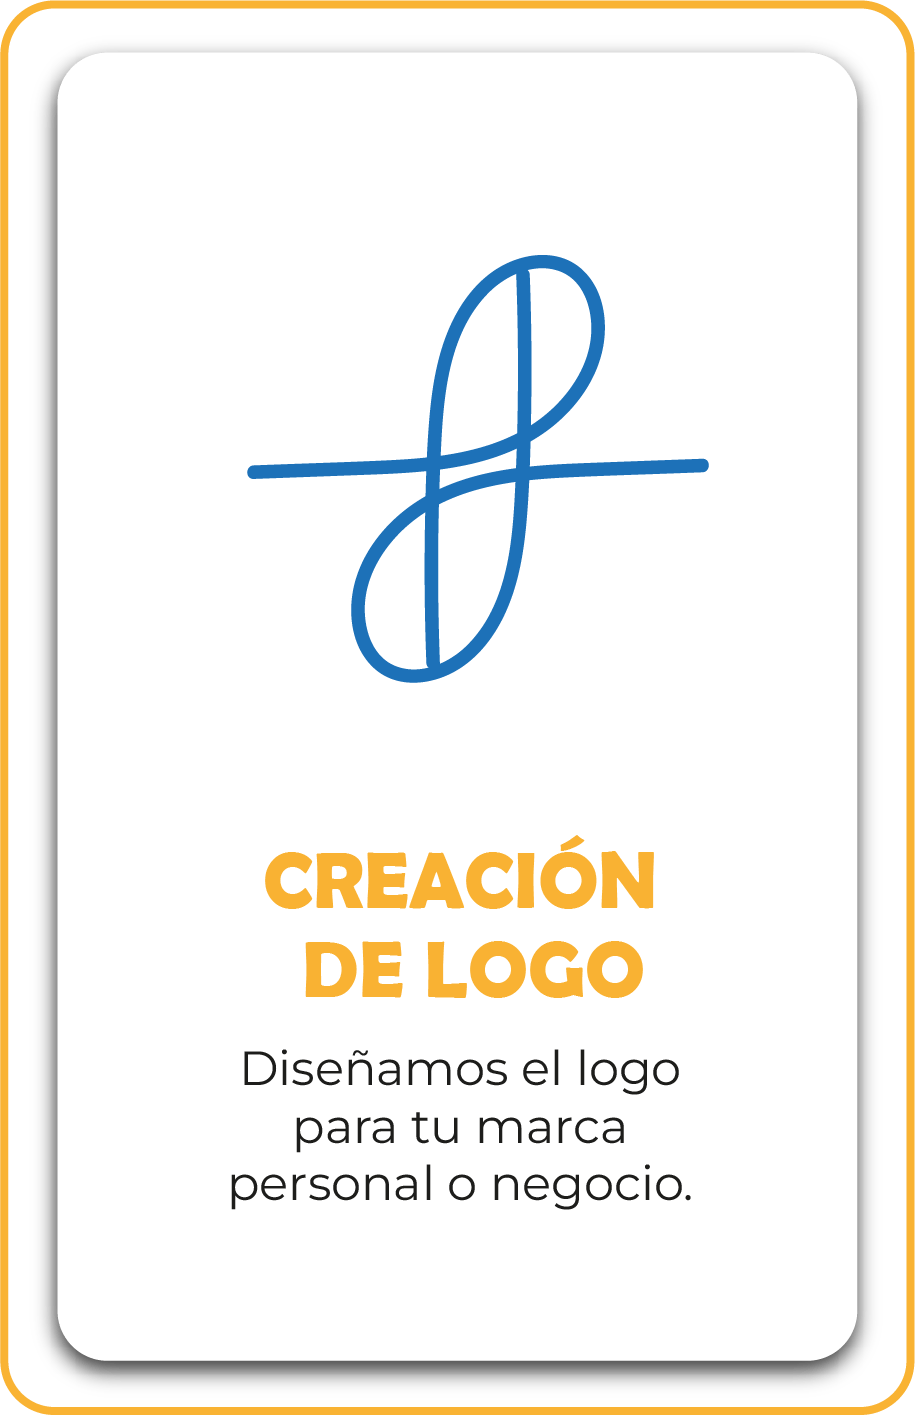 CREACIÓN
DE LOGO
Diseñamos el logo
para tu marca
personal o negocio.